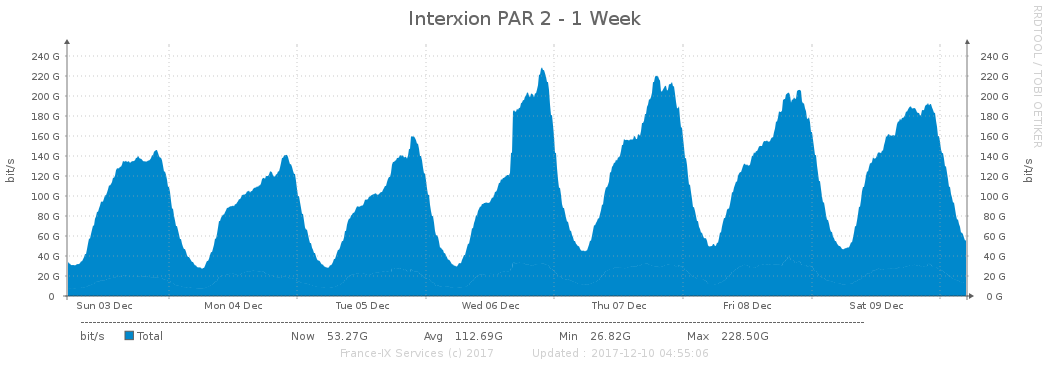 Interxion PAR 2 - 1 Week
RRDTOOL / TOBI OETIKER
bit/s
240 G 240 G
220 G 220 G
200 G 200 G
180 G 180 G
160 G 160 G
140 G 140 G
120 G 120 G
100 G 100 G
80 G 80 G
60 G 60 G
40 G 40 G
20 G 20 G
0 0 G
bit/s
Sun 03 Dec Mon 04 Dec Tue 05 Dec Wed 06 Dec Thu 07 Dec Fri 08 Dec Sat 09 Dec
bit/s Total Now 53.27G Avg 112.69G Min 26.82G Max 228.50G
France-IX Services (c) 2017 Updated : 2017-12-10 04:55:06